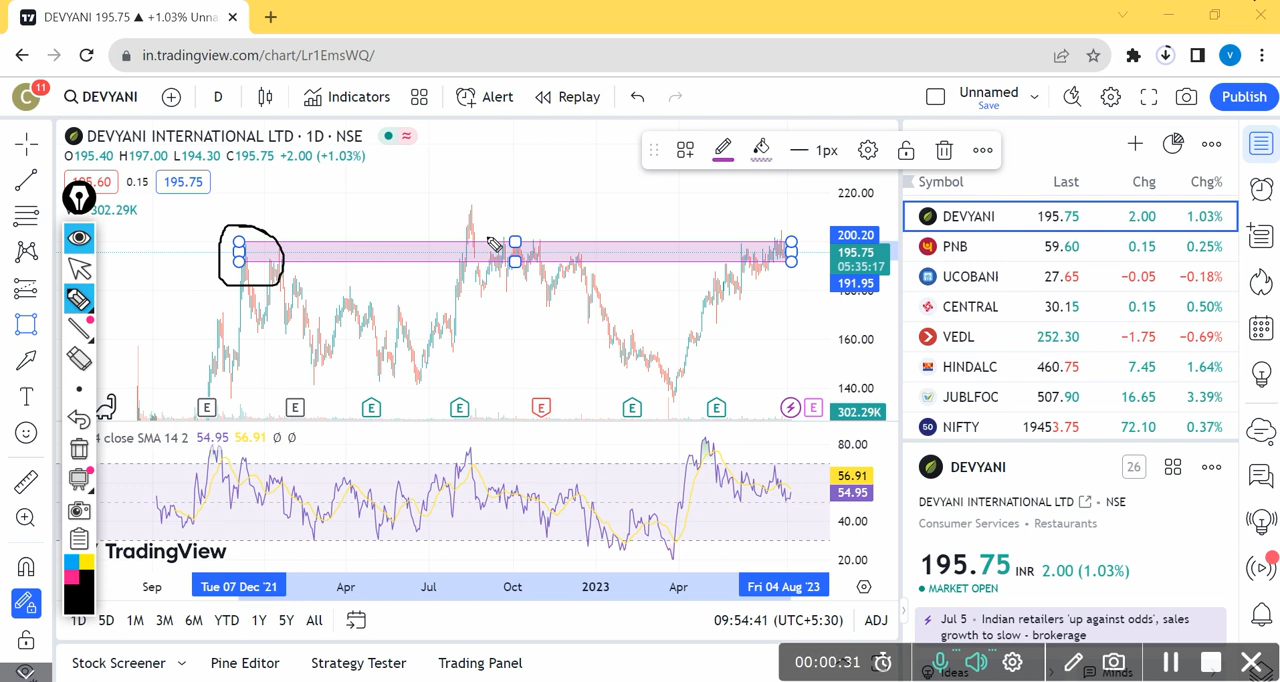 DEVYANI 195.75 ▲ +1.03% Unna
in.tradingview.com/chart/Lr1EmsWQ/
V
C 11
DEVYANI
D
Indicators
Alert
Replay
Unnamed
Save
Publish
DEVYANI INTERNATIONAL LTD · 1D · NSE
O195.40 H197.00 L194.30 C195.75 +2.00 (+1.03%)
0.15 195.75
302.29K
1px
220.00
200.20
195.75
05:35:17
191.95
160.00
140.00
302.29K
E E E E E E E E
close SMA 14 2 54.95 56.91 Ø Ø
80.00
56.91
54.95
40.00
20.00
TradingView
Sep Tue 07 Dec '21 Apr Jul Oct 2023 Apr Fri 04 Aug '23
1D 5D 1M 3M 6M YTD 1Y 5Y All
09:54:41 (UTC+5:30) ADJ
Stock Screener Pine Editor Strategy Tester Trading Panel
Symbol Last Chg Chg%
DEVYANI 195.75 2.00 1.03%
PNB 59.60 0.15 0.25%
UCOBANI 27.65 −0.05 −0.18%
CENTRAL 30.15 0.15 0.50%
VEDL 252.30 −1.75 −0.69%
HINDALC 460.75 7.45 1.64%
JUBLFOC 507.90 16.65 3.39%
50 NIFTY 19453.75 72.10 0.37%
DEVYANI 26
DEVYANI INTERNATIONAL LTD • NSE
Consumer Services • Restaurants
195.75 INR 2.00 (1.03%)
MARKET OPEN
Jul 5 • Indian retailers 'up against odds', sales
growth to slow - brokerage
00:00:31
Ideas Minds